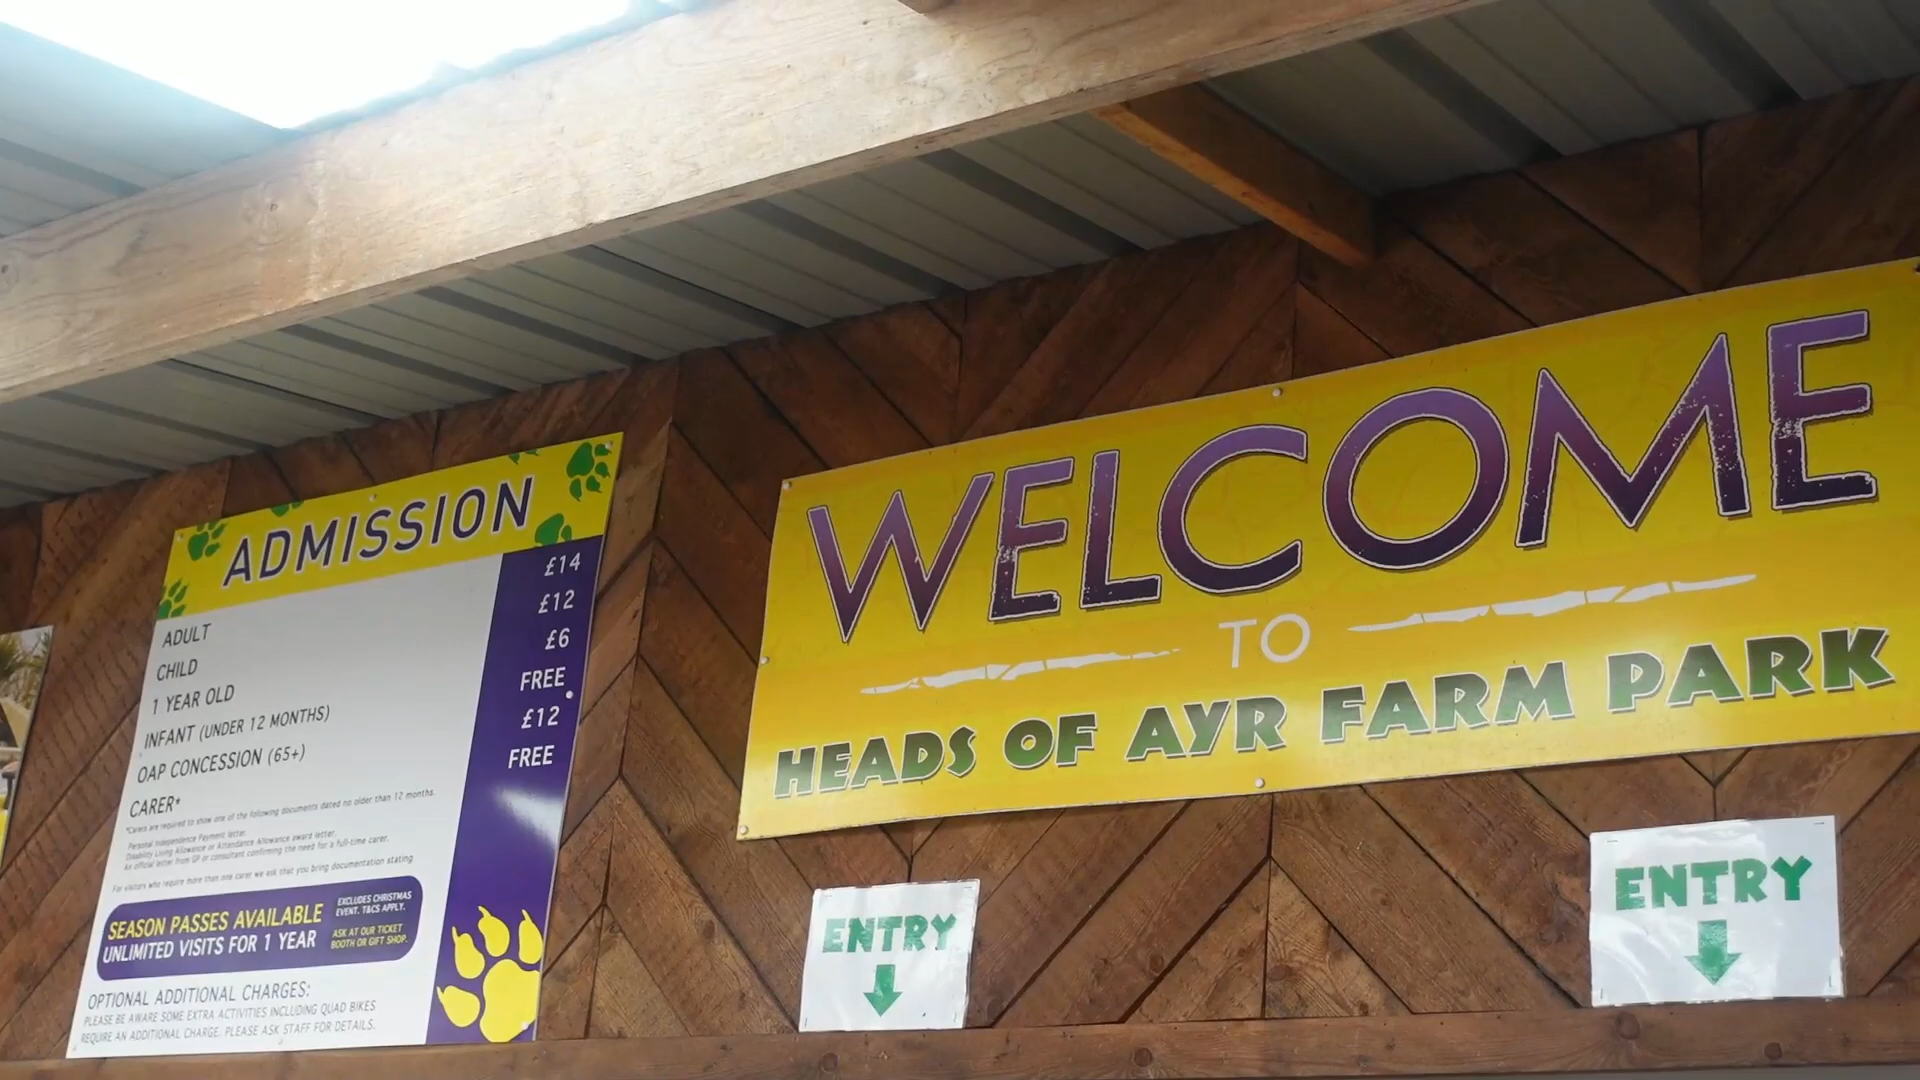 ADMISSION
ADULT £14
CHILD £12
1 YEAR OLD £6
INFANT (UNDER 12 MONTHS) FREE
OAP CONCESSION (65+) £12
CARER* FREE
*Carers are required to show one of the following documents dated no older than 12 months.
Personal Independence Payment letter.
Disability Living Allowance or Attendance Allowance award letter.
An official letter from GP or consultant confirming the need for a full-time carer.
For visitors who require more than one carer we ask that you bring documentation stating
SEASON PASSES AVAILABLE
UNLIMITED VISITS FOR 1 YEAR
EXCLUDES CHRISTMAS
EVENT. T&CS APPLY.
ASK AT OUR TICKET
BOOTH OR GIFT SHOP.
OPTIONAL ADDITIONAL CHARGES:
PLEASE BE AWARE SOME EXTRA ACTIVITIES INCLUDING QUAD BIKES
REQUIRE AN ADDITIONAL CHARGE. PLEASE ASK STAFF FOR DETAILS.
WELCOME
TO
HEADS OF AYR FARM PARK
ENTRY
ENTRY